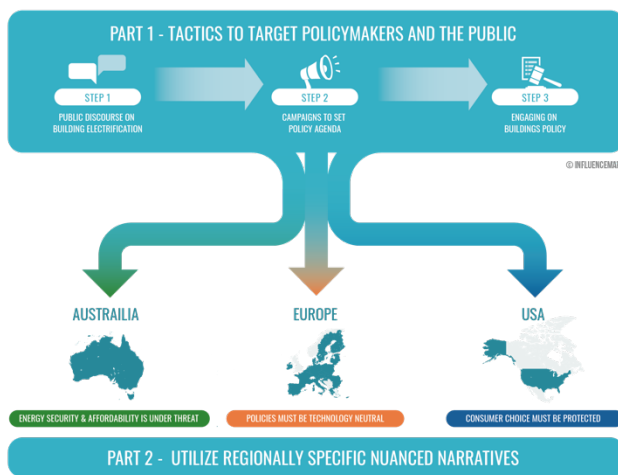 PART 1 - TACTICS TO TARGET POLICYMAKERS AND THE PUBLIC
STEP 1
PUBLIC DISCOURSE ON
BUILDING ELECTRIFICATION
STEP 2
CAMPAIGNS TO SET
POLICY AGENDA
STEP 3
ENGAGING ON
BUILDINGS POLICY
© INFLUENCEMAP
AUSTRAILIA
EUROPE
USA
ENERGY SECURITY & AFFORDABILITY IS UNDER THREAT
POLICIES MUST BE TECHNOLOGY NEUTRAL
CONSUMER CHOICE MUST BE PROTECTED
PART 2 - UTILIZE REGIONALLY SPECIFIC NUANCED NARRATIVES